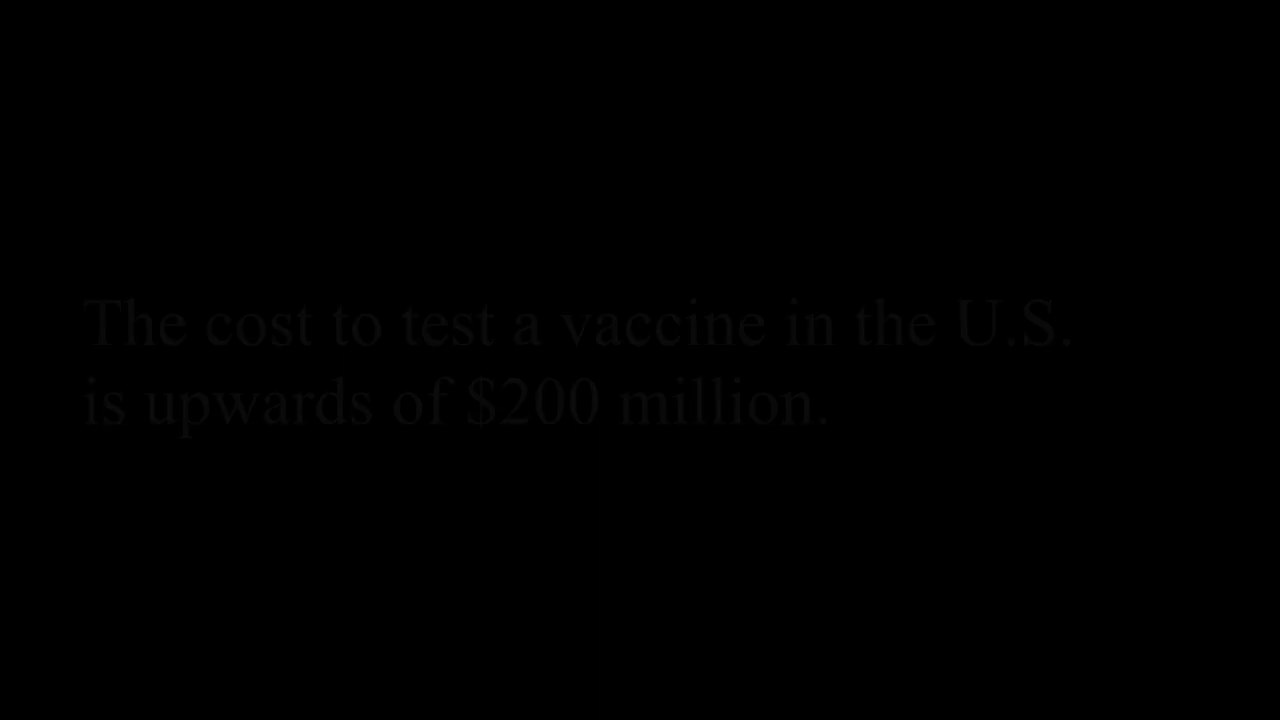 The cost to test a vaccine in the U.S.
is upwards of $200 million.